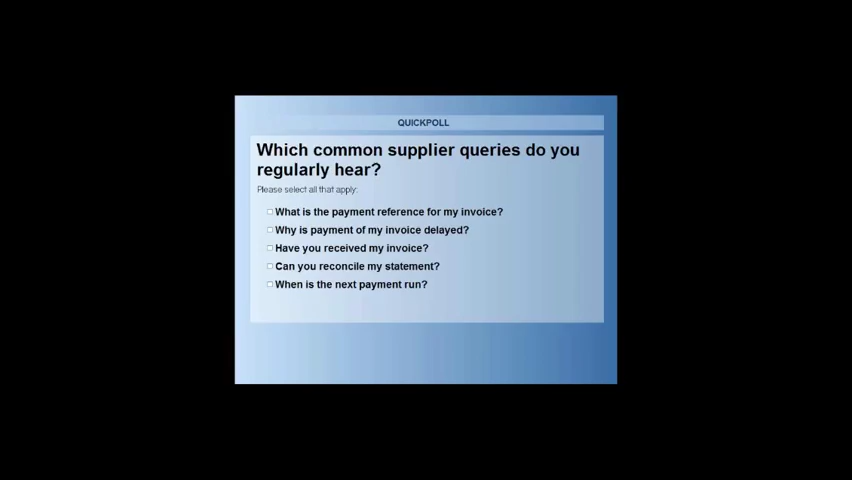 QUICKPOLL
Which common supplier queries do you
regularly hear?
Please select all that apply:
What is the payment reference for my invoice?
Why is payment of my invoice delayed?
Have you received my invoice?
Can you reconcile my statement?
When is the next payment run?